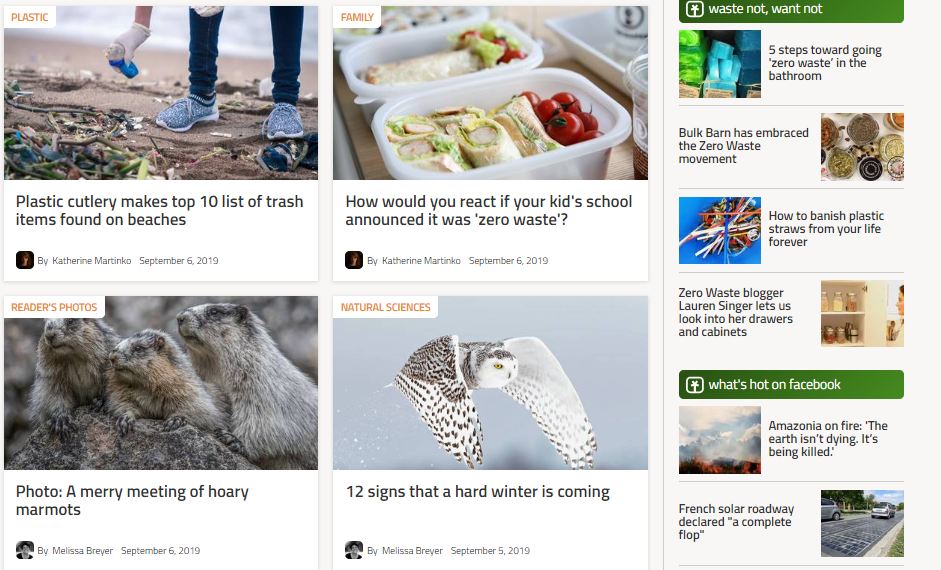 PLASTIC
Plastic cutlery makes top 10 list of trash
items found on beaches
By Katherine Martinko September 6, 2019
FAMILY
How would you react if your kid's school
announced it was 'zero waste'?
By Katherine Martinko September 6, 2019
READER'S PHOTOS
Photo: A merry meeting of hoary
marmots
By Melissa Breyer September 6, 2019
NATURAL SCIENCES
12 signs that a hard winter is coming
By Melissa Breyer September 5, 2019
waste not, want not
5 steps toward going
'zero waste' in the
bathroom
Bulk Barn has embraced
the Zero Waste
movement
How to banish plastic
straws from your life
forever
Zero Waste blogger
Lauren Singer lets us
look into her drawers
and cabinets
what's hot on facebook
Amazonia on fire: 'The
earth isn't dying. It's
being killed.'
French solar roadway
declared "a complete
flop"